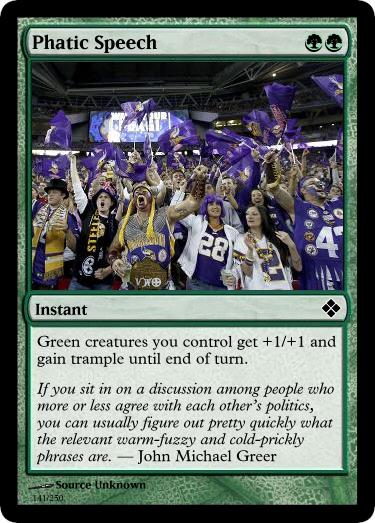 Phatic Speech
STEELE
28
Instant
Green creatures you control get +1/+1 and
gain trample until end of turn.
If you sit in on a discussion among people who
more or less agree with each other's politics,
you can usually figure out pretty quickly what
the relevant warm-fuzzy and cold-prickly
phrases are. — John Michael Greer
Source Unknown
141/250